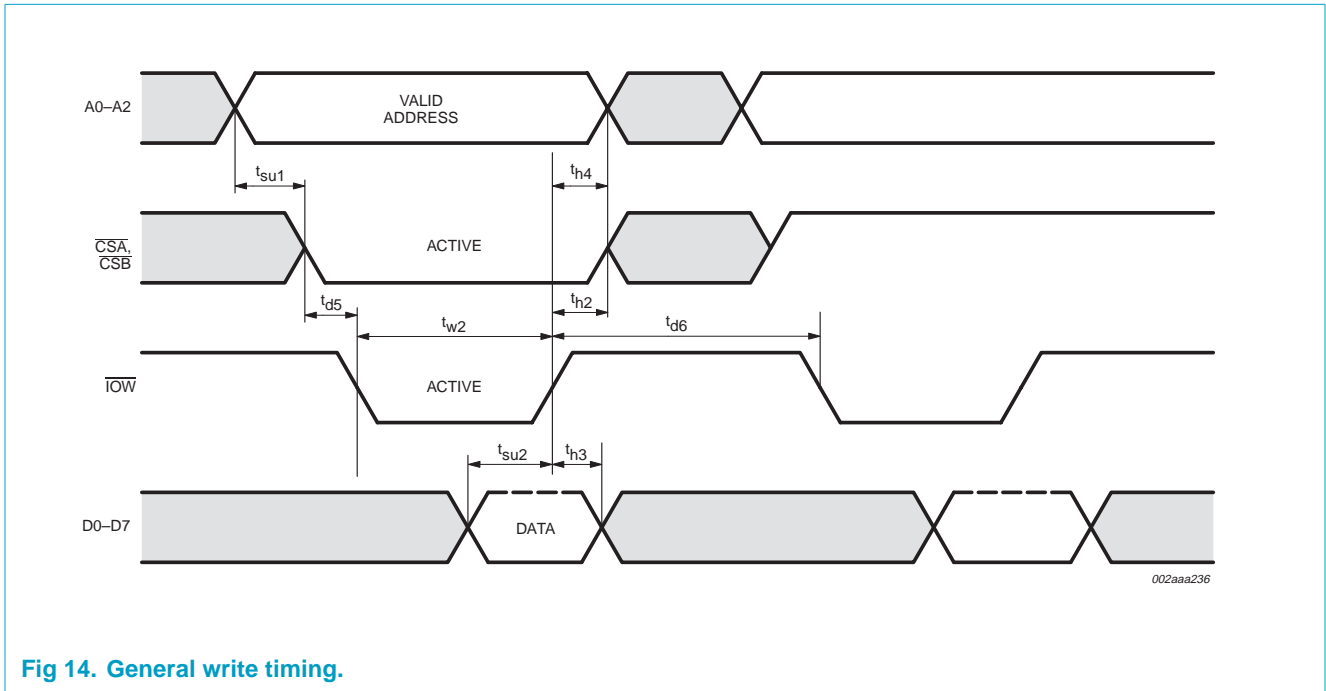 A0–A2
VALID
ADDRESS
tsu1
th4
CSA,
CSB
ACTIVE
td5
th2
tw2
td6
IOW
ACTIVE
tsu2
th3
D0–D7
DATA
002aaa236
Fig 14. General write timing.